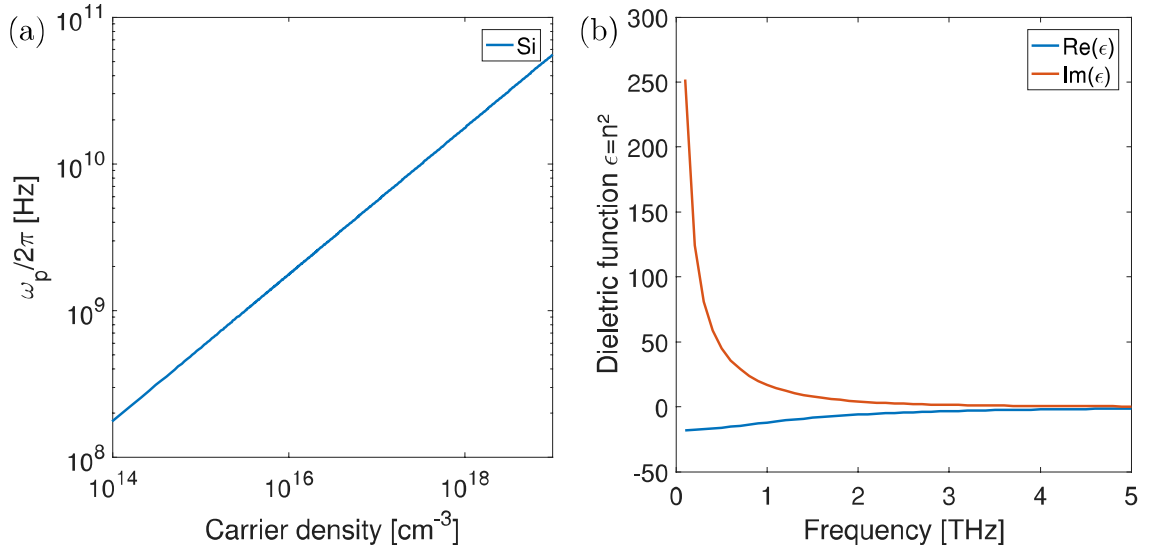 (a)
10^11
10^10
10^9
10^8
ω_p/2π [Hz]
Si
10^14
10^16
10^18
Carrier density [cm^-3]
(b)
300
250
200
150
100
50
0
-50
Dieletric function ϵ=n^2
Re(ϵ)
Im(ϵ)
0
1
2
3
4
5
Frequency [THz]